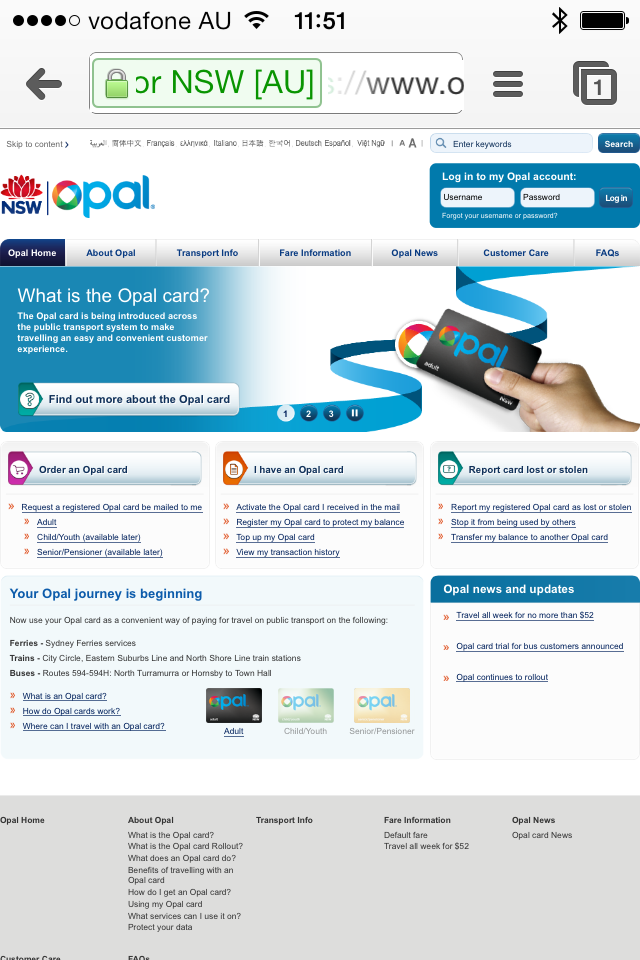 vodafone AU 11:51
or NSW [AU] s://www.o 1
Skip to content › العربية 简体中文 Français ελληνικά Italiano 日本語 한국어 Deutsch Español Việt Ngữ | A A | Enter keywords Search
NSW opal.
Log in to my Opal account:
Username Password Log in
Forgot your username or password?
Opal Home About Opal Transport Info Fare Information Opal News Customer Care FAQs
What is the Opal card?
The Opal card is being introduced across
the public transport system to make
travelling an easy and convenient customer
experience.
opal
adult
NSW
Find out more about the Opal card
1 2 3
Order an Opal card
» Request a registered Opal card be mailed to me
» Adult
» Child/Youth (available later)
» Senior/Pensioner (available later)
I have an Opal card
» Activate the Opal card I received in the mail
» Register my Opal card to protect my balance
» Top up my Opal card
» View my transaction history
Report card lost or stolen
» Report my registered Opal as lost or stolen
» Stop it from being used by others
» Transfer my balance to another Opal card
Your Opal journey is beginning
Now use your Opal card as a convenient way of paying for travel on public transport on the following:
Ferries - Sydney Ferries services
Trains - City Circle, Eastern Suburbs Line and North Shore Line train stations
Buses - Routes 594-594H: North Turramurra or Hornsby to Town Hall
» What is an Opal card?
» How do Opal cards work?
» Where can I travel with an Opal card?
opal opal opal
Adult Child/Youth Senior/Pensioner
Opal news and updates
» Travel all week for no more than $52
» Opal card trial for bus customers announced
» Opal continues to rollout
Opal Home
About Opal
What is the Opal card?
What is the Opal card Rollout?
What does an Opal card do?
Benefits of travelling with an
Opal card
How do I get an Opal card?
Using my Opal card
What services can I use it on?
Protect your data
Transport Info
Fare Information
Default fare
Travel all week for $52
Opal News
Opal card News
Customer Care FAQs